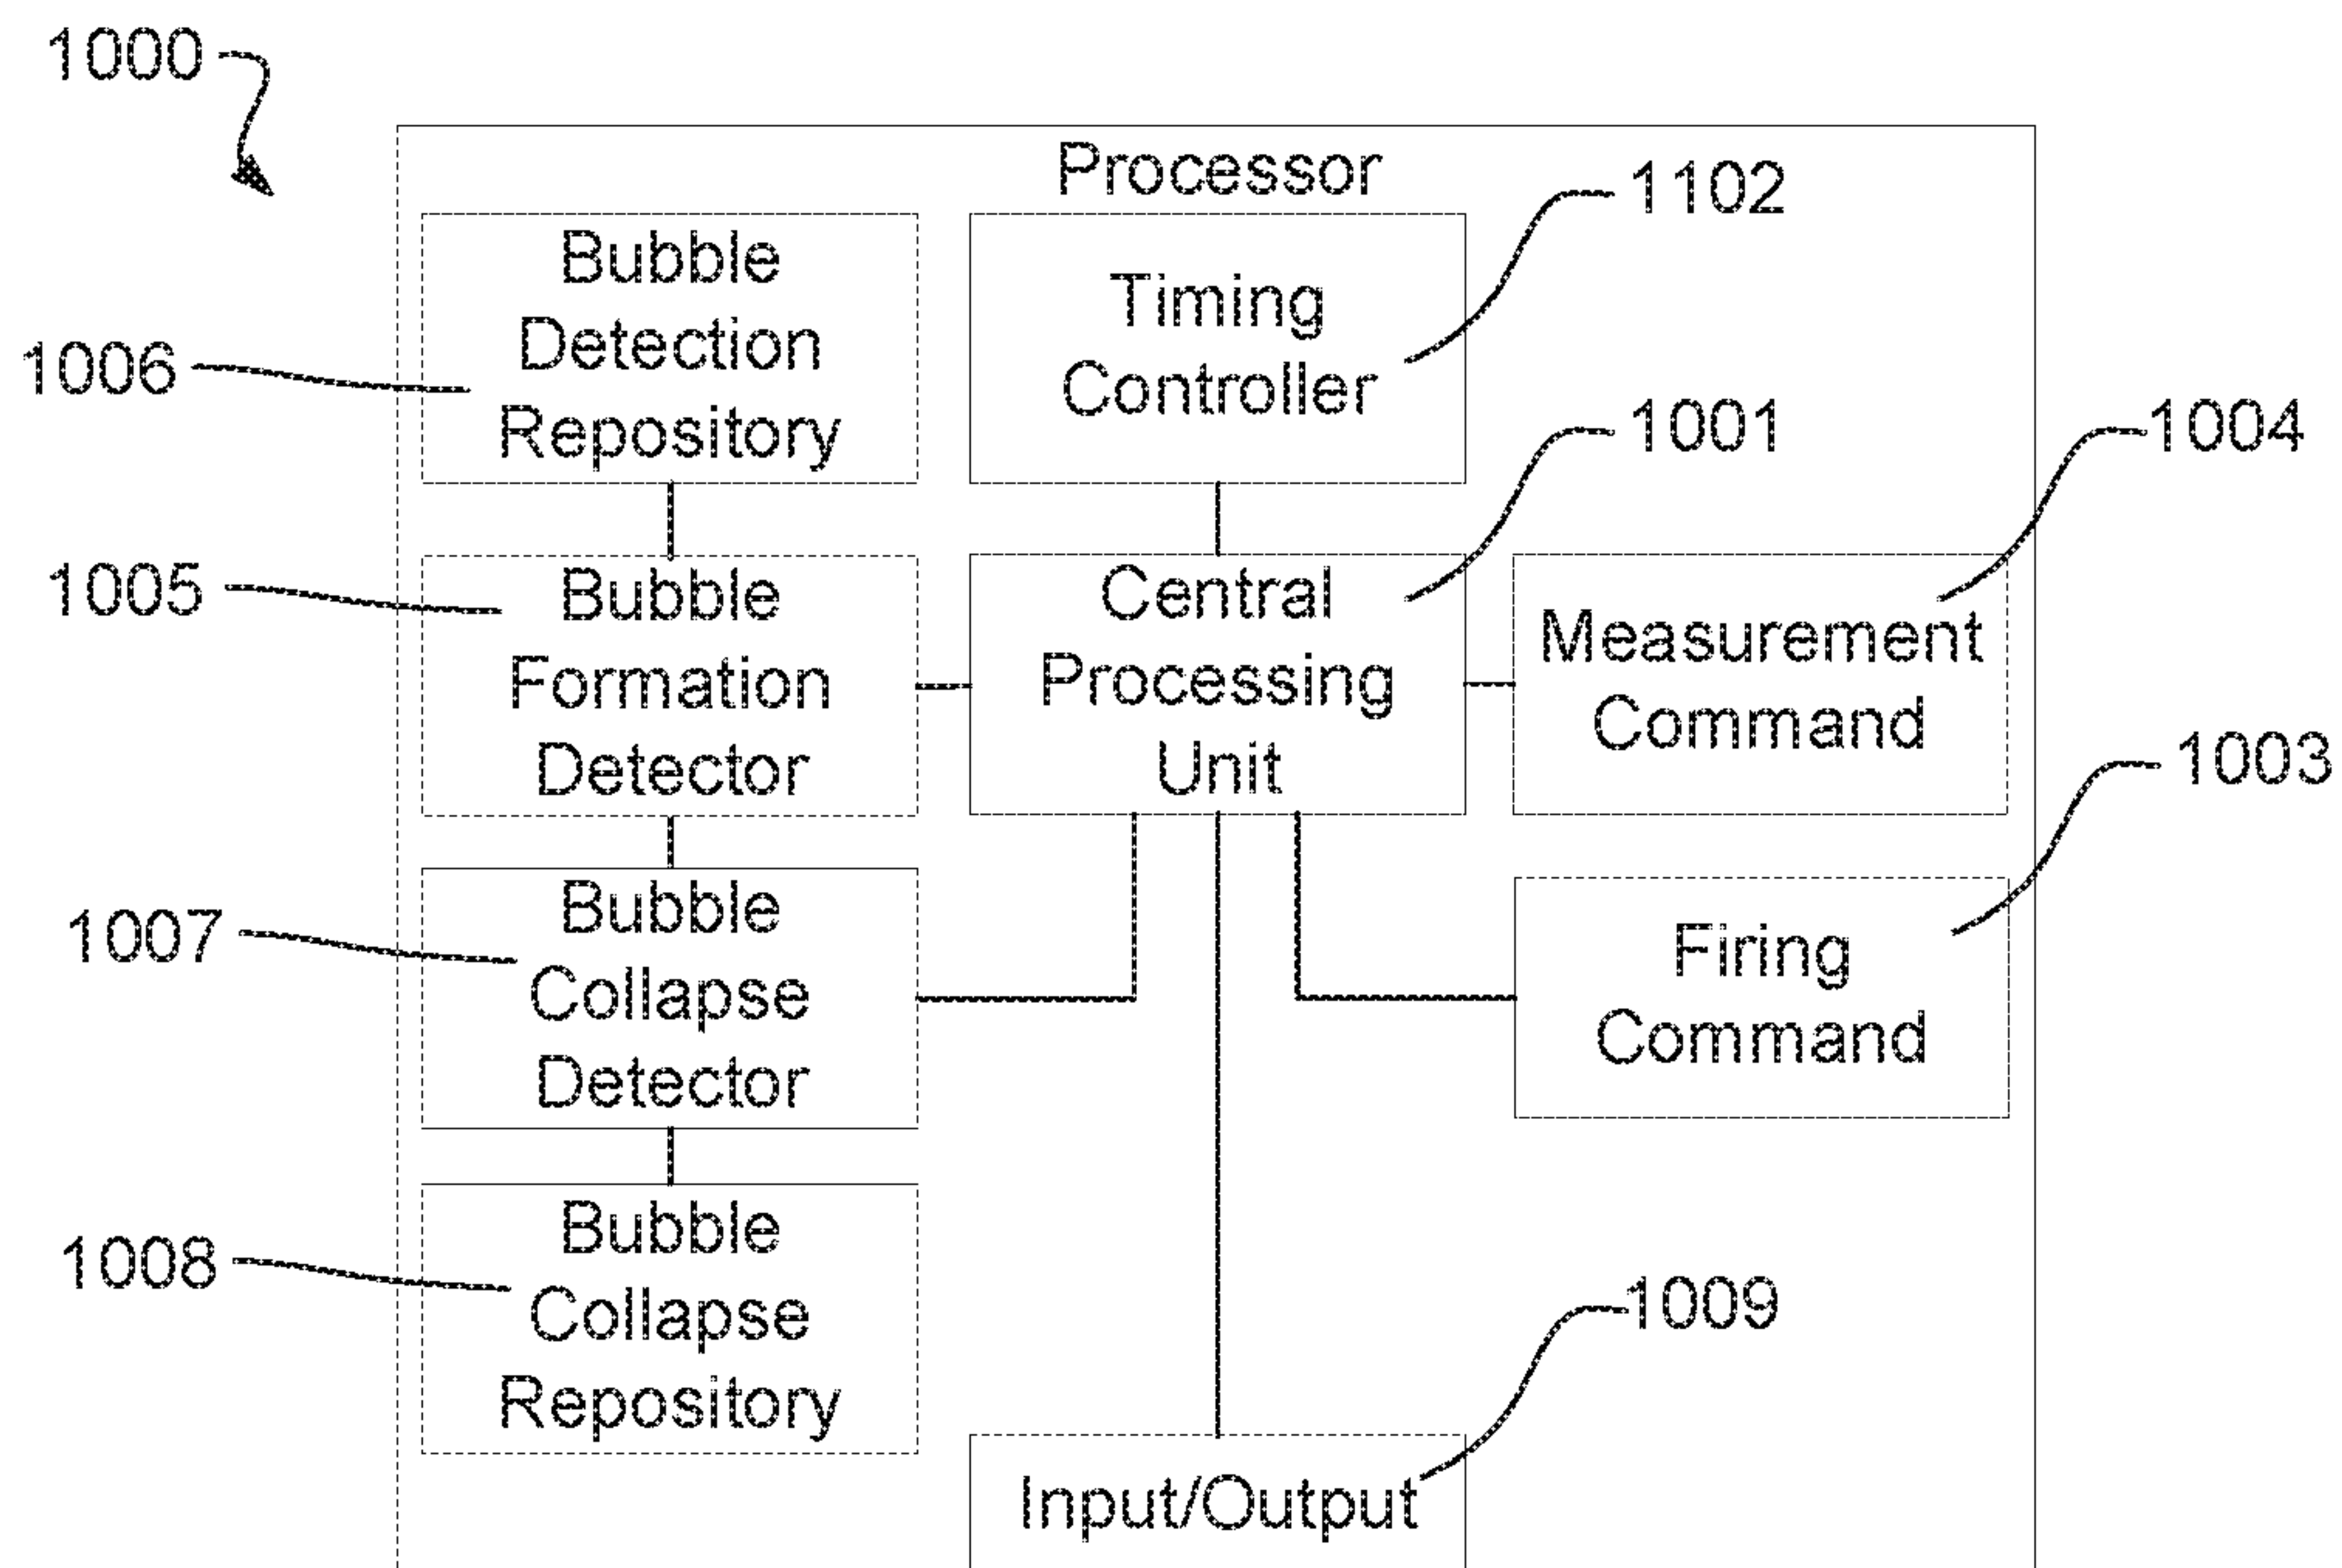 1000
Processor
1102
Bubble
Detection
Repository
1006
Timing
Controller
1001
1004
Bubble
Formation
Detector
1005
Central
Processing
Unit
Measurement
Command
1003
Bubble
Collapse
Detector
1007
Firing
Command
Bubble
Collapse
Repository
1008
1009
Input/Output